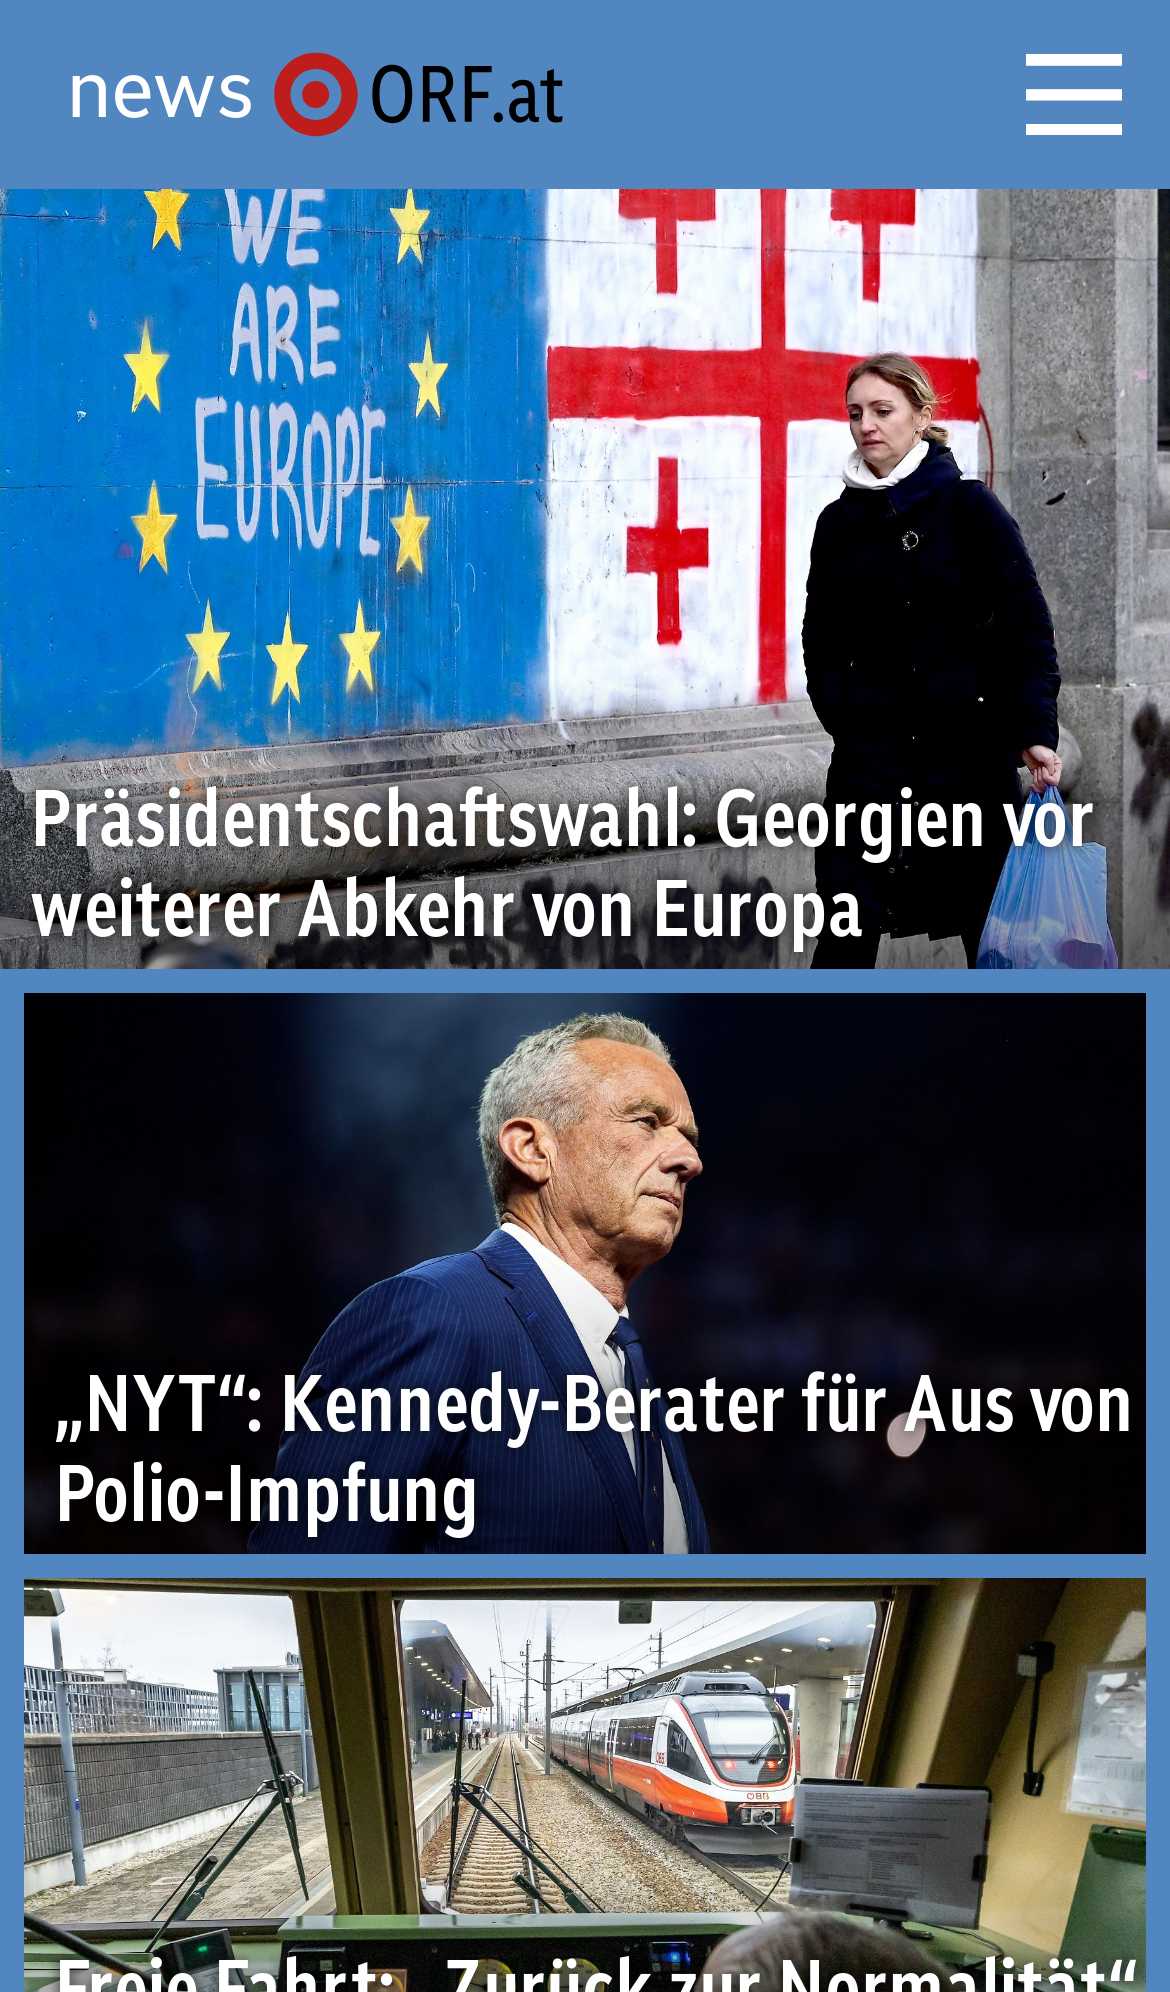 news ORF.at
WE
ARE
EUROPE
Präsidentschaftswahl: Georgien vor
weiterer Abkehr von Europa
„NYT“: Kennedy-Berater für Aus von
Polio-Impfung
ÖBB
ÖBB
Freie Fahrt: „Zurück zur Normalität“